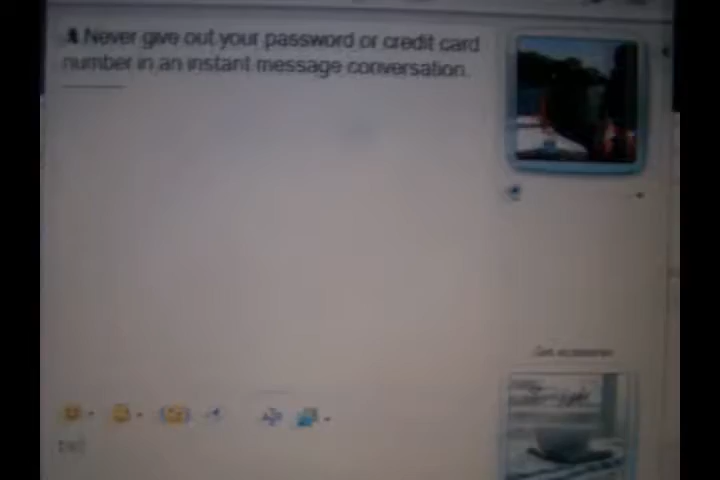 Never give out your password or credit card
number in an instant message conversation.